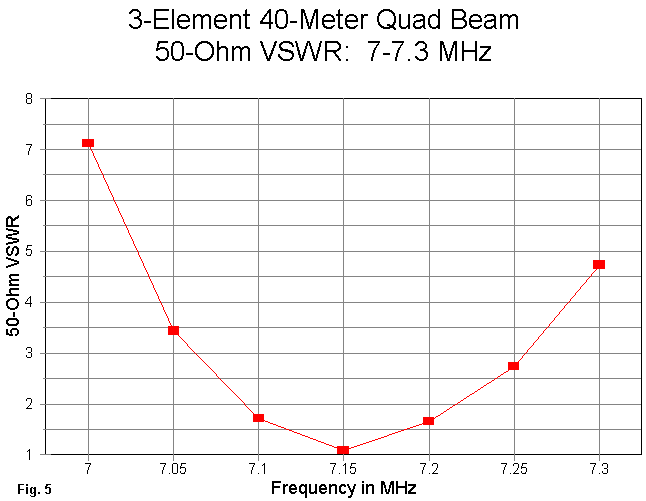 3-Element 40-Meter Quad Beam
50-Ohm VSWR:  7-7.3 MHz
50-Ohm VSWR
8
7
6
5
4
3
2
1
7 7.05 7.1 7.15 7.2 7.25 7.3
Frequency in MHz
Fig. 5